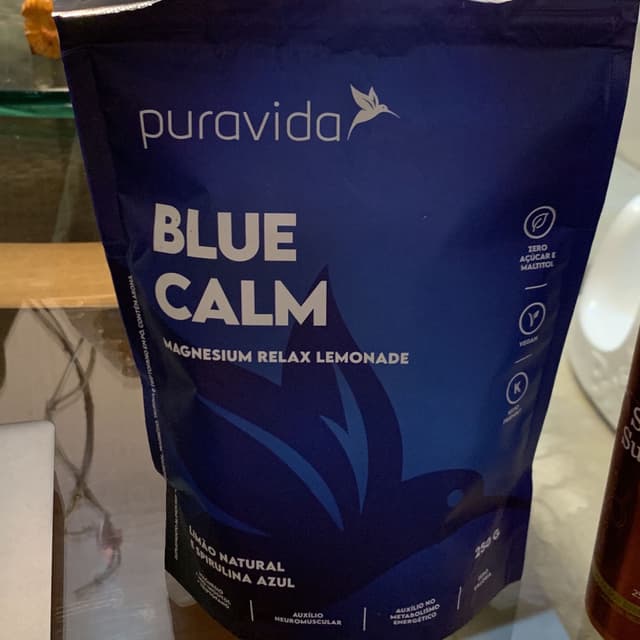 puravida
BLUE
CALM
MAGNESIUM RELAX LEMONADE
ZERO
AÇÚCAR E
MALTITOL
VEGAN
K
LIMÃO NATURAL
E SPIRULINA AZUL
250 G
AUXÍLIO
NEUROMUSCULAR
AUXÍLIO NO
METABOLISMO
ENERGÉTICO
S
Su